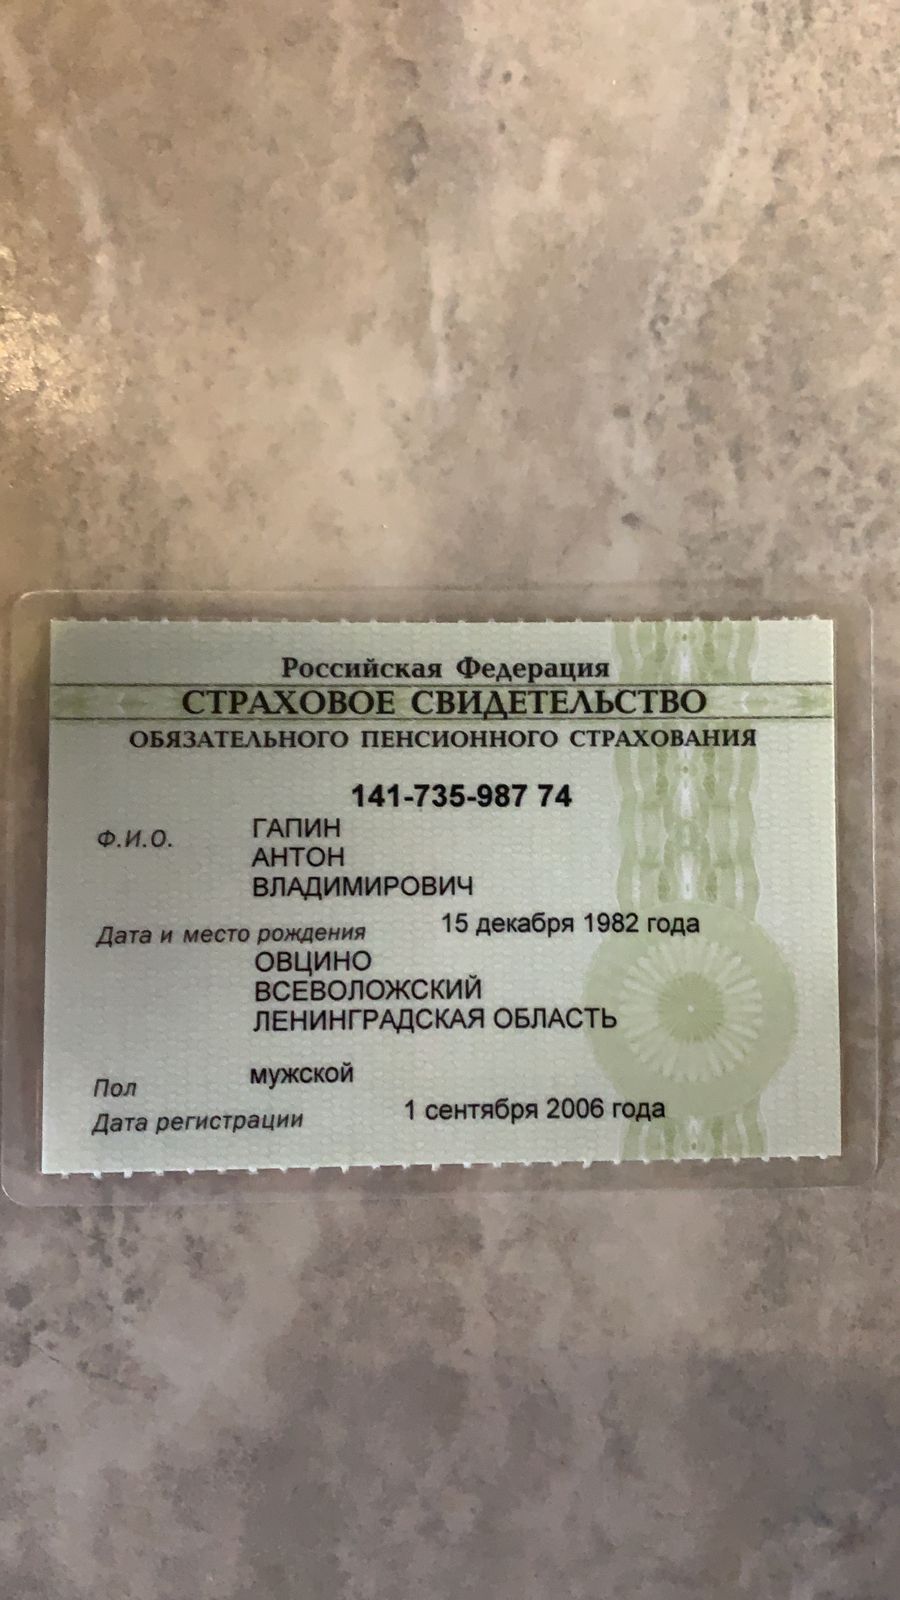 Российская Федерация
СТРАХОВОЕ СВИДЕТЕЛЬСТВО
ОБЯЗАТЕЛЬНОГО ПЕНСИОННОГО СТРАХОВАНИЯ
141-735-987 74
Ф.И.О. ГАПИН
АНТОН
ВЛАДИМИРОВИЧ
Дата и место рождения 15 декабря 1982 года
ОВЦИНО
ВСЕВОЛОЖСКИЙ
ЛЕНИНГРАДСКАЯ ОБЛАСТЬ
Пол мужской
Дата регистрации 1 сентября 2006 года